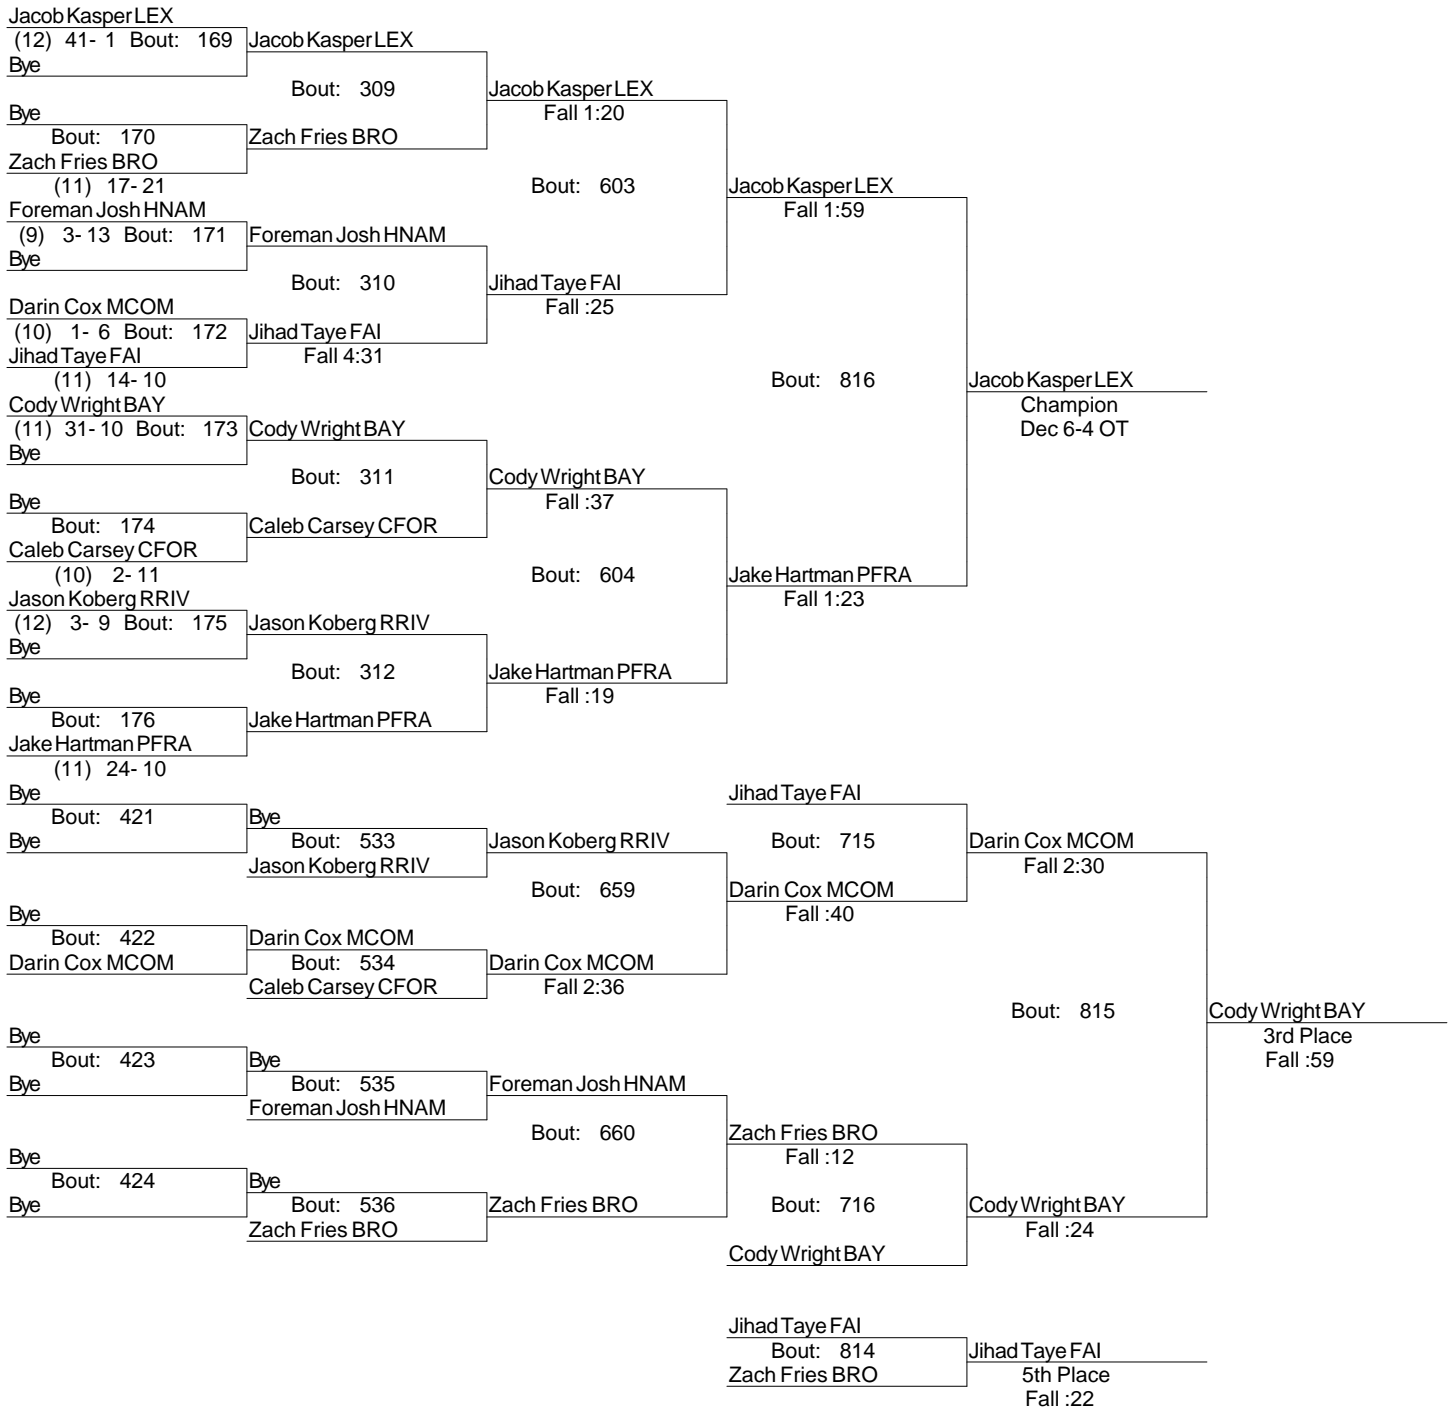 Jacob Kasper LEX
(12) 41- 1 Bout: 169 Jacob Kasper LEX
Bye
Bout: 309 Jacob Kasper LEX
Bye Fall 1:20
Bout: 170 Zach Fries BRO
Zach Fries BRO
(11) 17- 21 Bout: 603 Jacob Kasper LEX
Foreman Josh HNAM Fall 1:59
(9) 3- 13 Bout: 171 Foreman Josh HNAM
Bye
Bout: 310 Jihad Taye FAI
Darin Cox MCOM Fall :25
(10) 1- 6 Bout: 172 Jihad Taye FAI
Jihad Taye FAI Fall 4:31
(11) 14- 10 Bout: 816 Jacob Kasper LEX
Cody Wright BAY Champion
(11) 31- 10 Bout: 173 Cody Wright BAY Dec 6-4 OT
Bye
Bout: 311 Cody Wright BAY
Bye Fall :37
Bout: 174 Caleb Carsey CFOR
Caleb Carsey CFOR
(10) 2- 11 Bout: 604 Jake Hartman PFRA
Jason Koberg RRIV Fall 1:23
(12) 3- 9 Bout: 175 Jason Koberg RRIV
Bye
Bout: 312 Jake Hartman PFRA
Bye Fall :19
Bout: 176 Jake Hartman PFRA
Jake Hartman PFRA
(11) 24- 10
Bye Jihad Taye FAI
Bout: 421 Bye
Bye Bout: 533 Jason Koberg RRIV Bout: 715 Darin Cox MCOM
Jason Koberg RRIV Fall 2:30
Bout: 659 Darin Cox MCOM
Bye Fall :40
Bout: 422 Darin Cox MCOM
Darin Cox MCOM Bout: 534 Darin Cox MCOM
Caleb Carsey CFOR Fall 2:36
Bout: 815 Cody Wright BAY
Bye 3rd Place
Bout: 423 Bye Fall :59
Bye Bout: 535 Foreman Josh HNAM
Foreman Josh HNAM
Bout: 660 Zach Fries BRO
Bye Fall :12
Bout: 424 Bye
Bye Bout: 536 Zach Fries BRO Bout: 716 Cody Wright BAY
Zach Fries BRO Fall :24
Cody Wright BAY
Jihad Taye FAI
Bout: 814 Jihad Taye FAI
Zach Fries BRO 5th Place
Fall :22